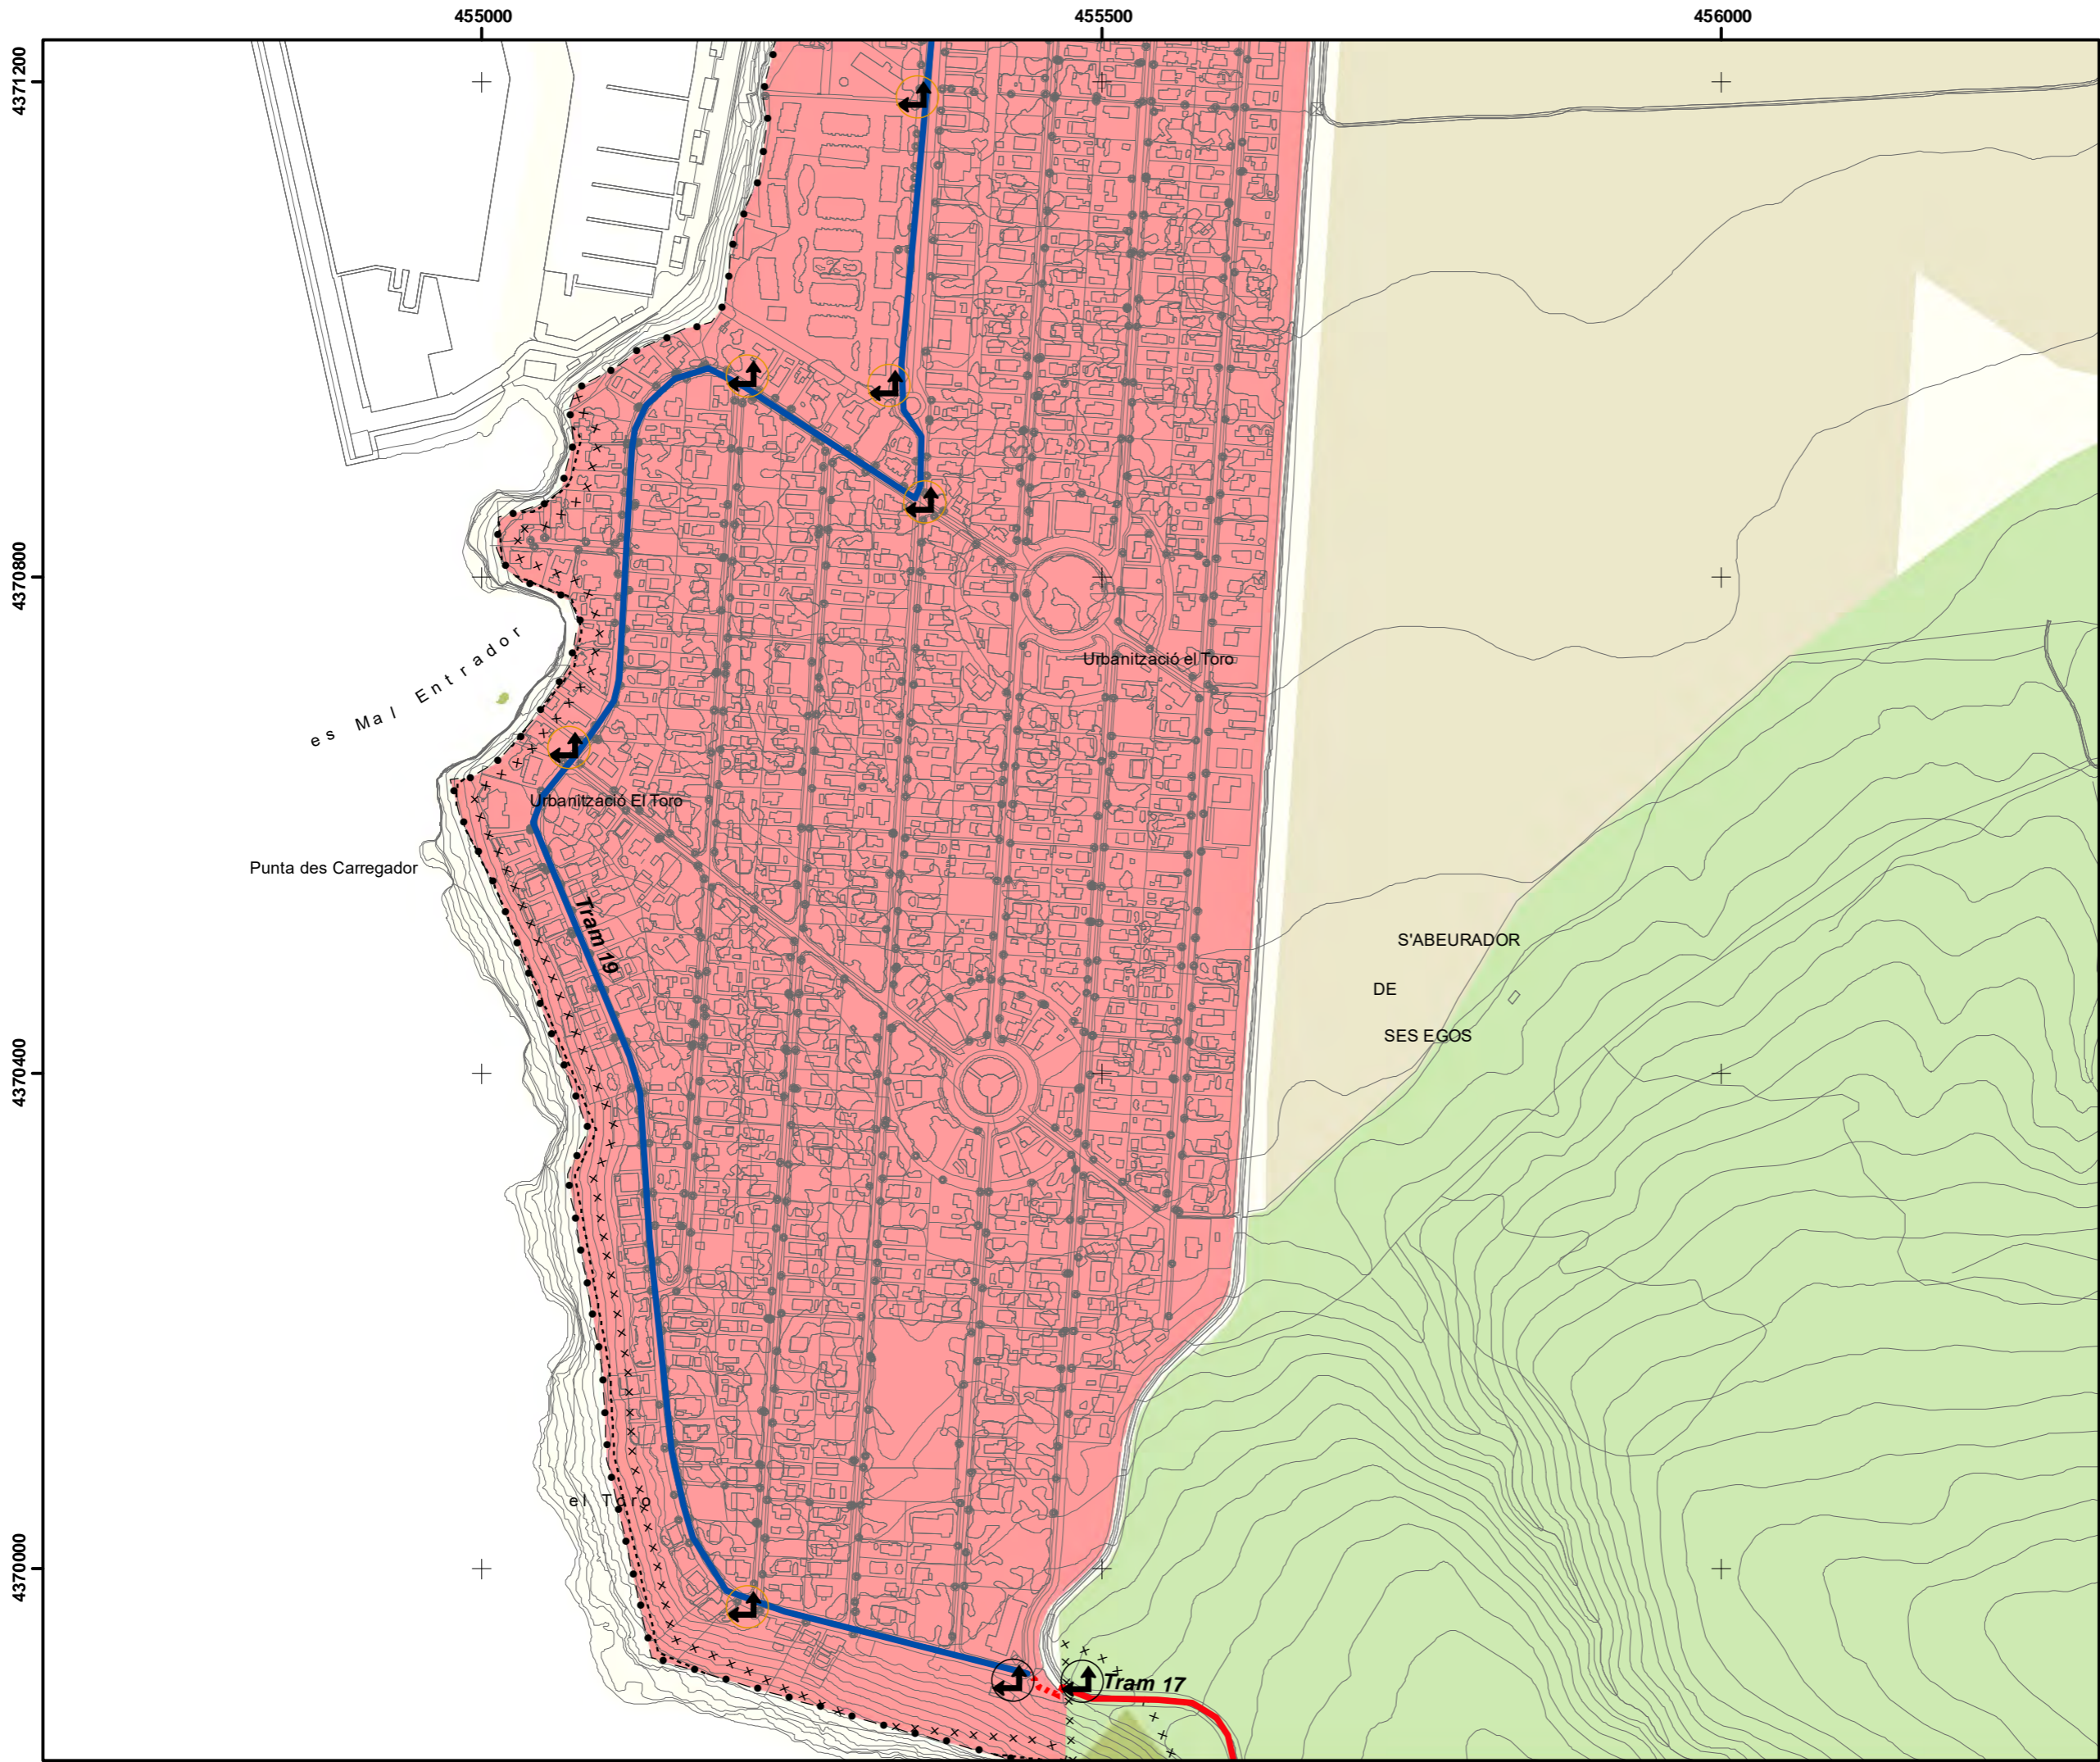 455000
455500
456000
4371200
4370800
4370400
4370000
es Mal Entrador
Urbanització el Toro
Urbanització El Toro
Punta des Carregador
Tram 19
S'ABEURADOR
DE
SES EGOS
el Toro
Tram 17